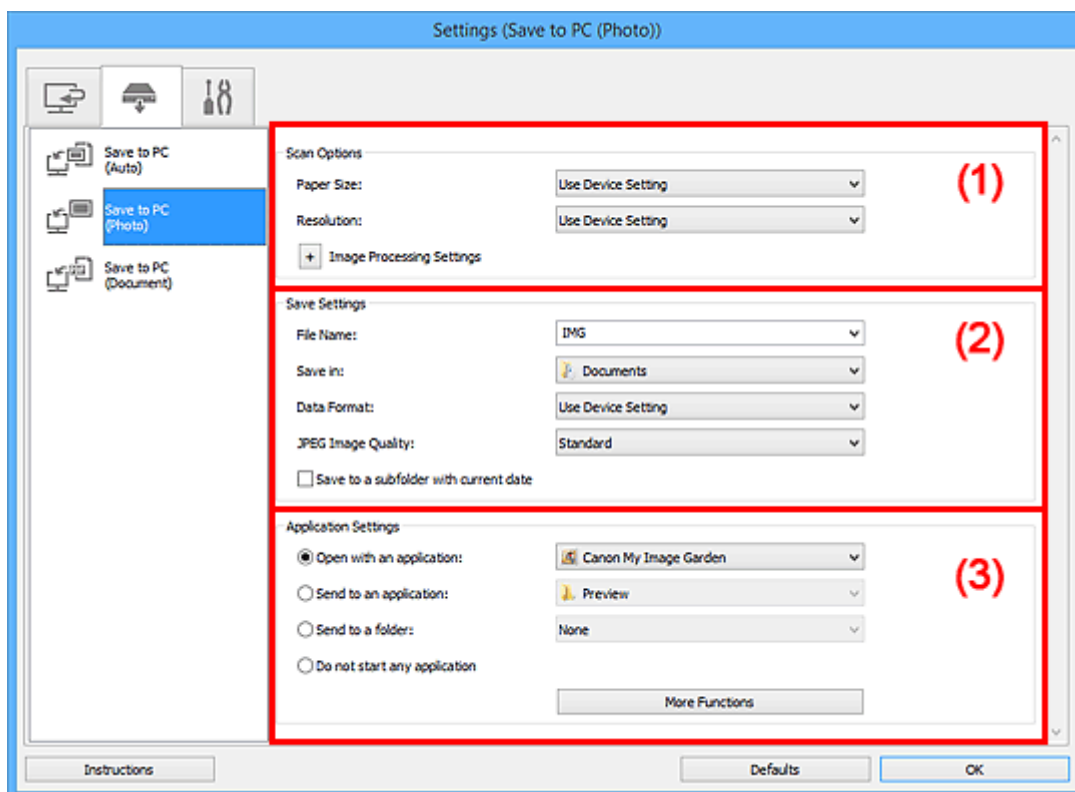 Settings (Save to PC (Photo))
Save to PC
(Auto)
Save to PC
(Photo)
Save to PC
(Document)
Scan Options
(1)
Paper Size:
Use Device Setting
Resolution:
Use Device Setting
+ Image Processing Settings
Save Settings
(2)
File Name:
IMG
Save in:
Documents
Data Format:
Use Device Setting
JPEG Image Quality:
Standard
Save to a subfolder with current date
Application Settings
(3)
Open with an application:
Canon My Image Garden
Send to an application:
Preview
Send to a folder:
None
Do not start any application
More Functions
Instructions
Defaults
OK